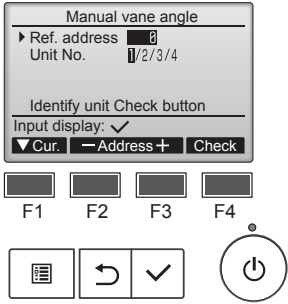 Manual vane angle
Ref. address 0
Unit No. 1/2/3/4
Identify unit Check button
Input display: ✓
▼Cur. −Address+ Check
F1 F2 F3 F4